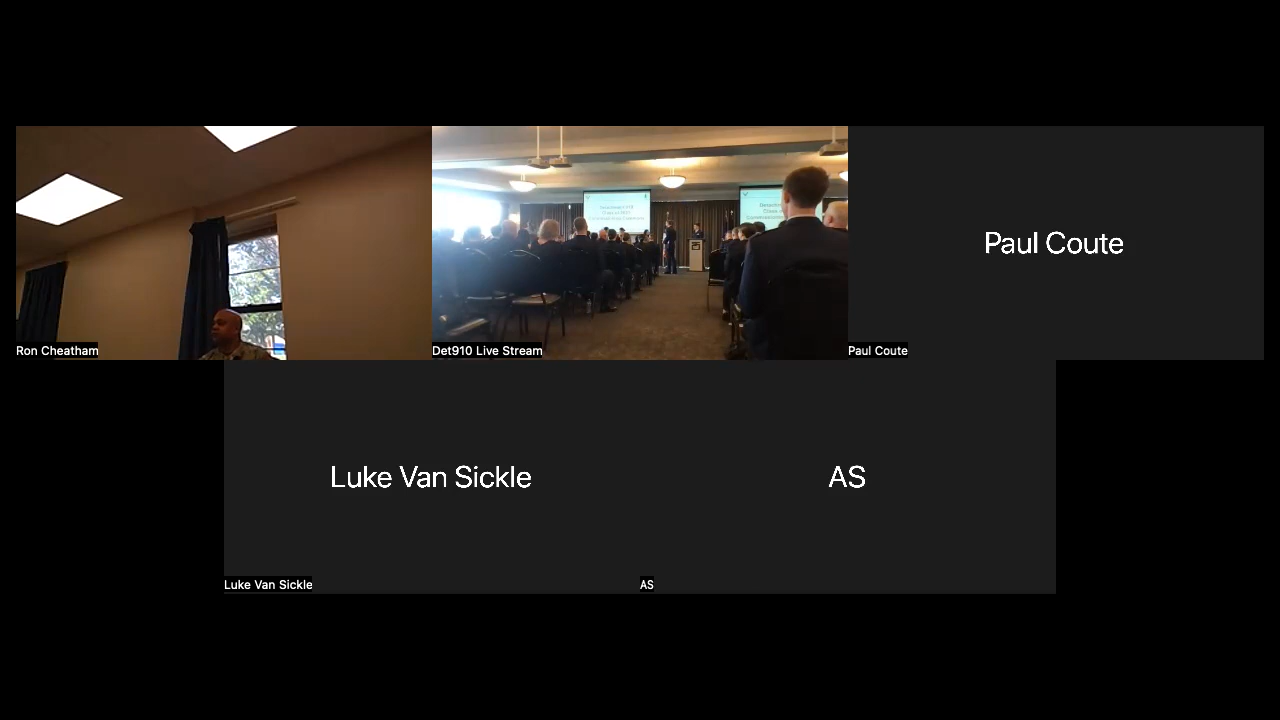 Paul Coute
Ron Cheatham
Det910 Live Stream
Paul Coute
Luke Van Sickle
AS
Luke Van Sickle
AS